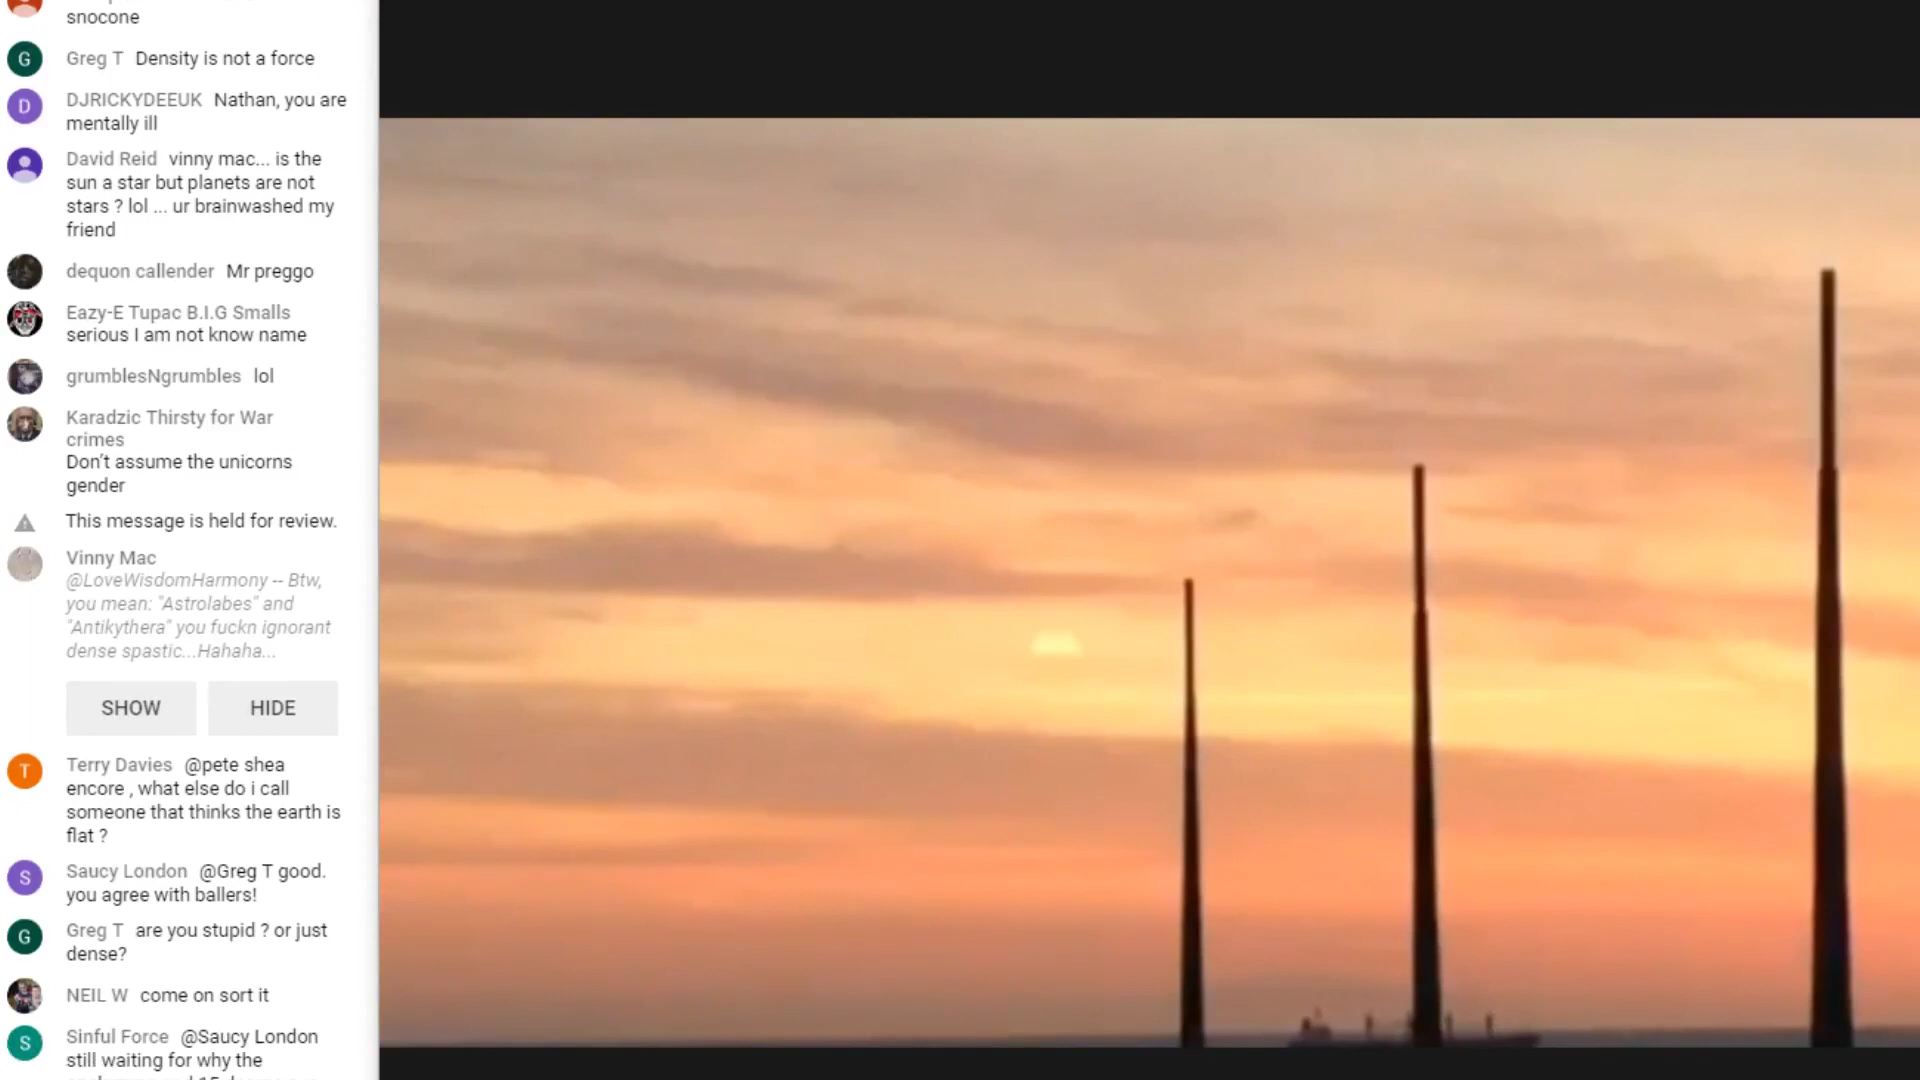 snocone
G Greg T Density is not a force
D DJRICKYDEEUK Nathan, you are
mentally ill
David Reid vinny mac... is the
sun a star but planets are not
stars ? lol ... ur brainwashed my
friend
dequon callender Mr preggo
Eazy-E Tupac B.I.G Smalls
serious I am not know name
grumblesNgrumbles lol
Karadzic Thirsty for War
crimes
Don't assume the unicorns
gender
This message is held for review.
Vinny Mac
@LoveWisdomHarmony -- Btw,
you mean: "Astrolabes" and
"Antikythera" you fuckn ignorant
dense spastic...Hahaha...
SHOW HIDE
T Terry Davies @pete shea
encore , what else do i call
someone that thinks the earth is
flat ?
S Saucy London @Greg T good.
you agree with ballers!
G Greg T are you stupid ? or just
dense?
NEIL W come on sort it
S Sinful Force @Saucy London
still waiting for why the